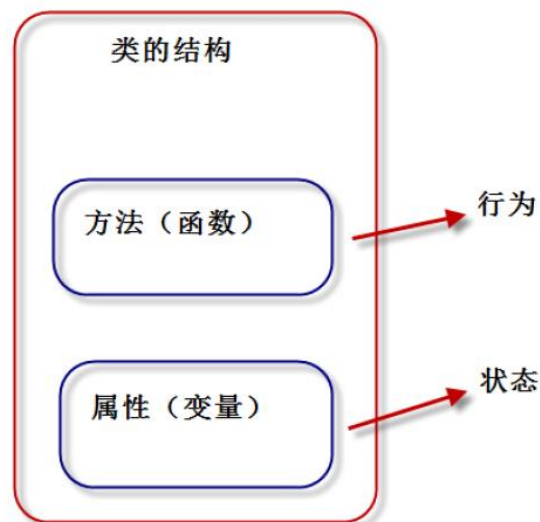 类的结构
方法（函数）
行为
属性（变量）
状态